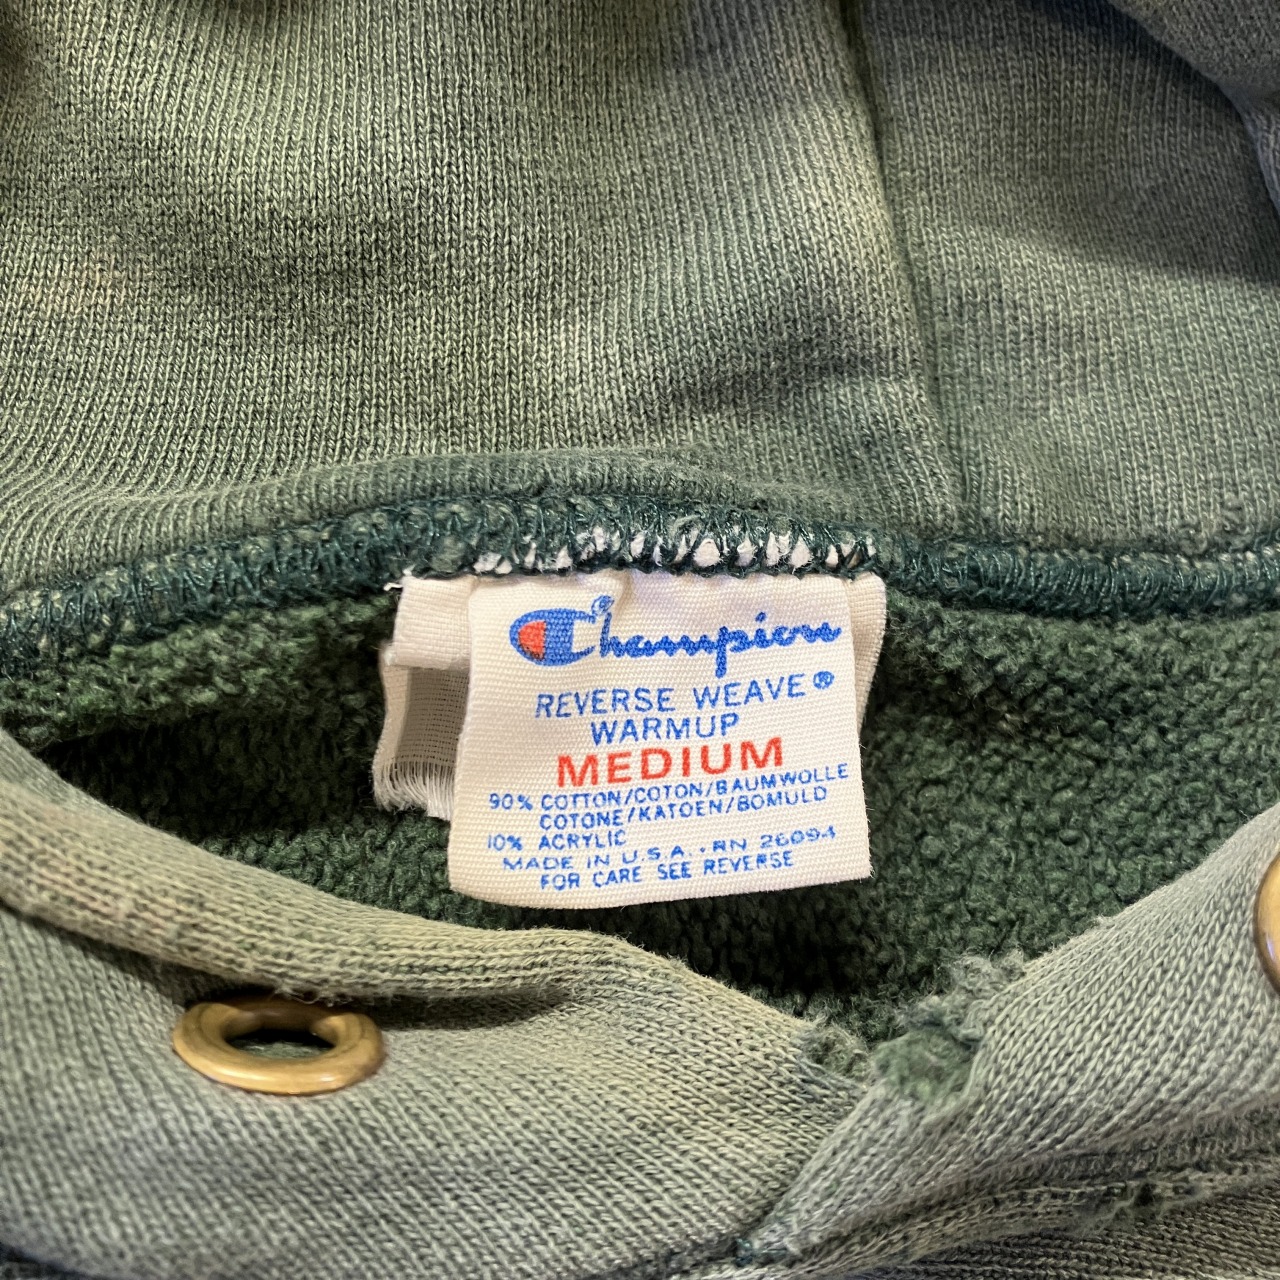 Champion
REVERSE WEAVE®
WARMUP
MEDIUM
90% COTTON/COTON/BAUMWOLLE
COTONE/KATOEN/BOMULD
10% ACRYLIC
MADE IN U.S.A. • RN 26094
FOR CARE SEE REVERSE